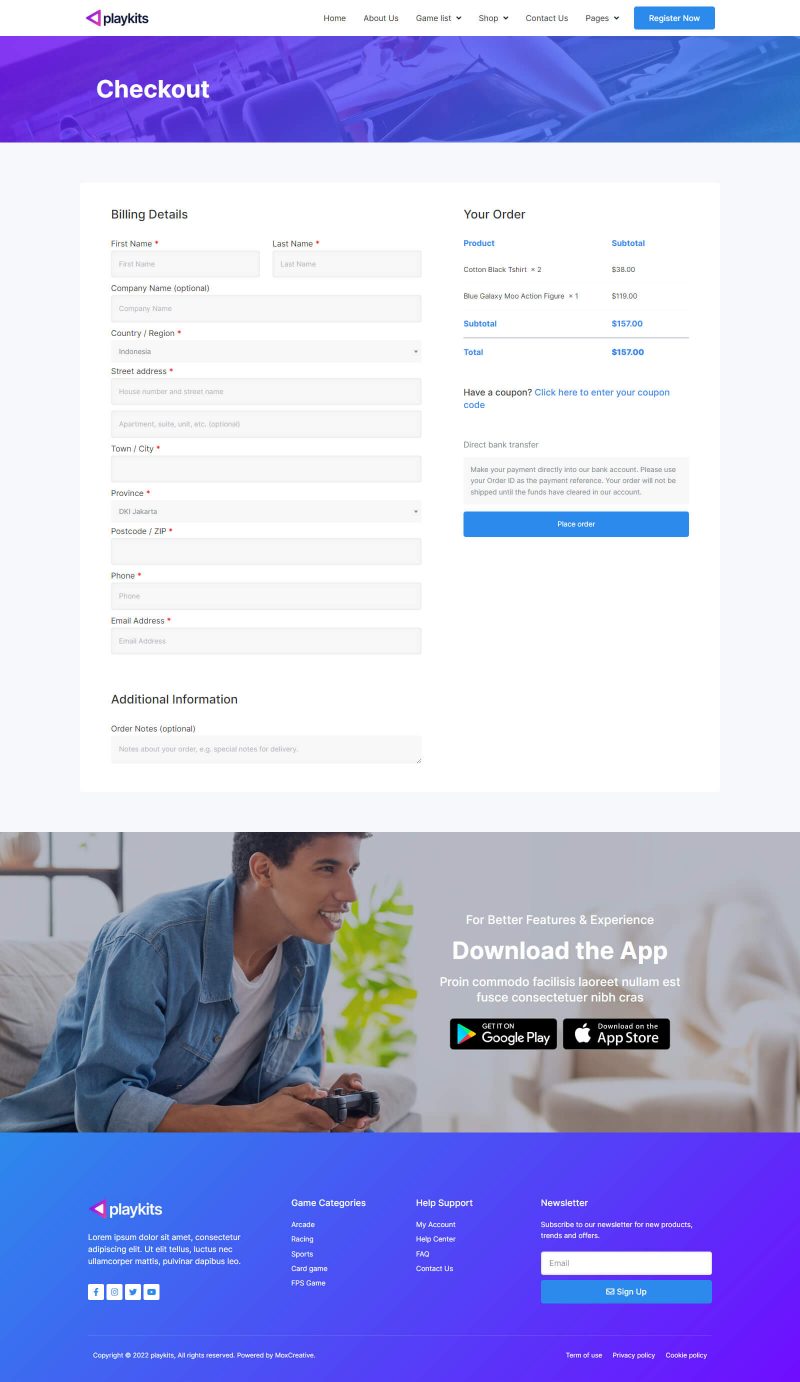 playkits
Home About Us Game list Shop Contact Us Pages Register Now
Checkout
Billing Details
First Name * Last Name *
First Name Last Name
Company Name (optional)
Company Name
Country / Region *
Indonesia
Street address *
House number and street name
Apartment, suite, unit, etc. (optional)
Town / City *
Province *
DKI Jakarta
Postcode / ZIP *
Phone *
Phone
Email Address *
Email Address
Additional Information
Order Notes (optional)
Notes about your order, e.g. special notes for delivery.
Your Order
Product Subtotal
Cotton Black Tshirt × 2 $38.00
Blue Galaxy Moo Action Figure × 1 $119.00
Subtotal $157.00
Total $157.00
Have a coupon? Click here to enter your coupon
code
Direct bank transfer
Make your payment directly into our bank account. Please use
your Order ID as the payment reference. Your order will not be
shipped until the funds have cleared in our account.
Place order
For Better Features & Experience
Download the App
Proin commodo facilisis laoreet nullam est
fusce consectetuer nibh cras
GET IT ON
Google Play
Download on the
App Store
playkits
Lorem ipsum dolor sit amet, consectetur
adipiscing elit. Ut elit tellus, luctus nec
ullamcorper mattis, pulvinar dapibus leo.
Game Categories
Arcade
Racing
Sports
Card game
FPS Game
Help Support
My Account
Help Center
FAQ
Contact Us
Newsletter
Subscribe to our newsletter for new products,
trends and offers.
Email
Sign Up
Copyright © 2022 playkits, All rights reserved. Powered by MoxCreative.
Term of use Privacy policy Cookie policy